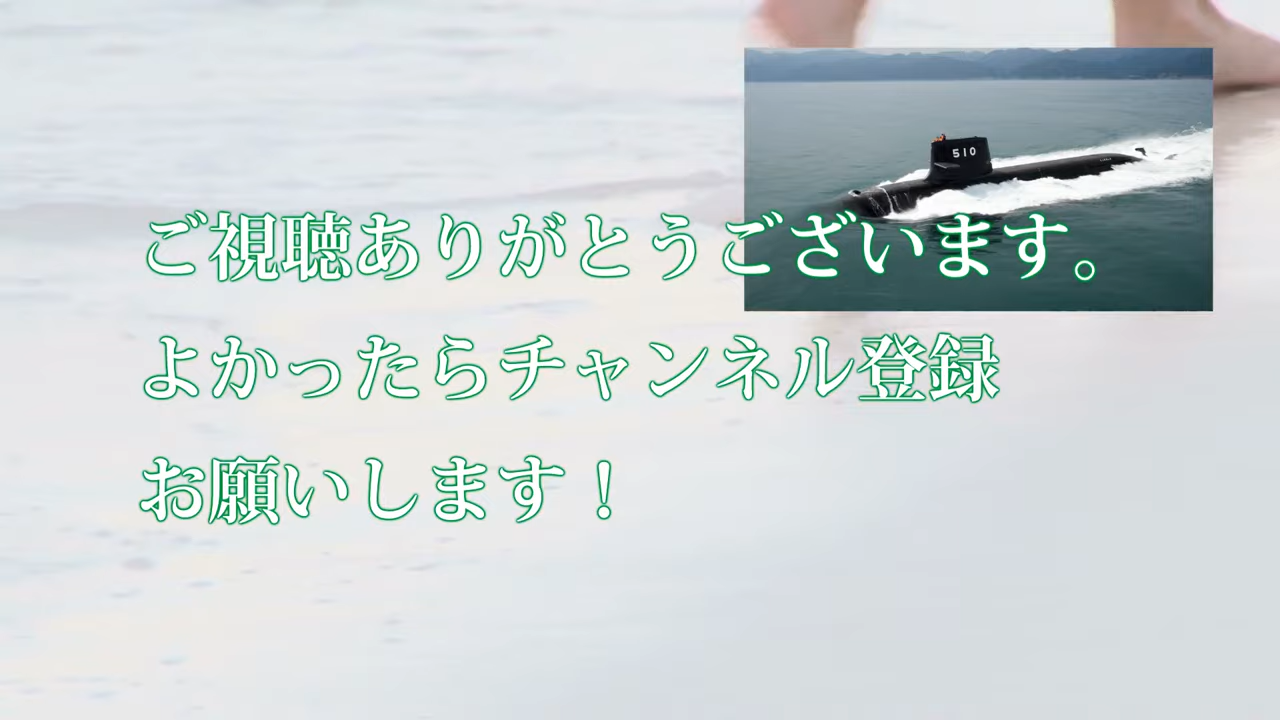 510
ご視聴ありがとうございます。
よかったらチャンネル登録
お願いします！